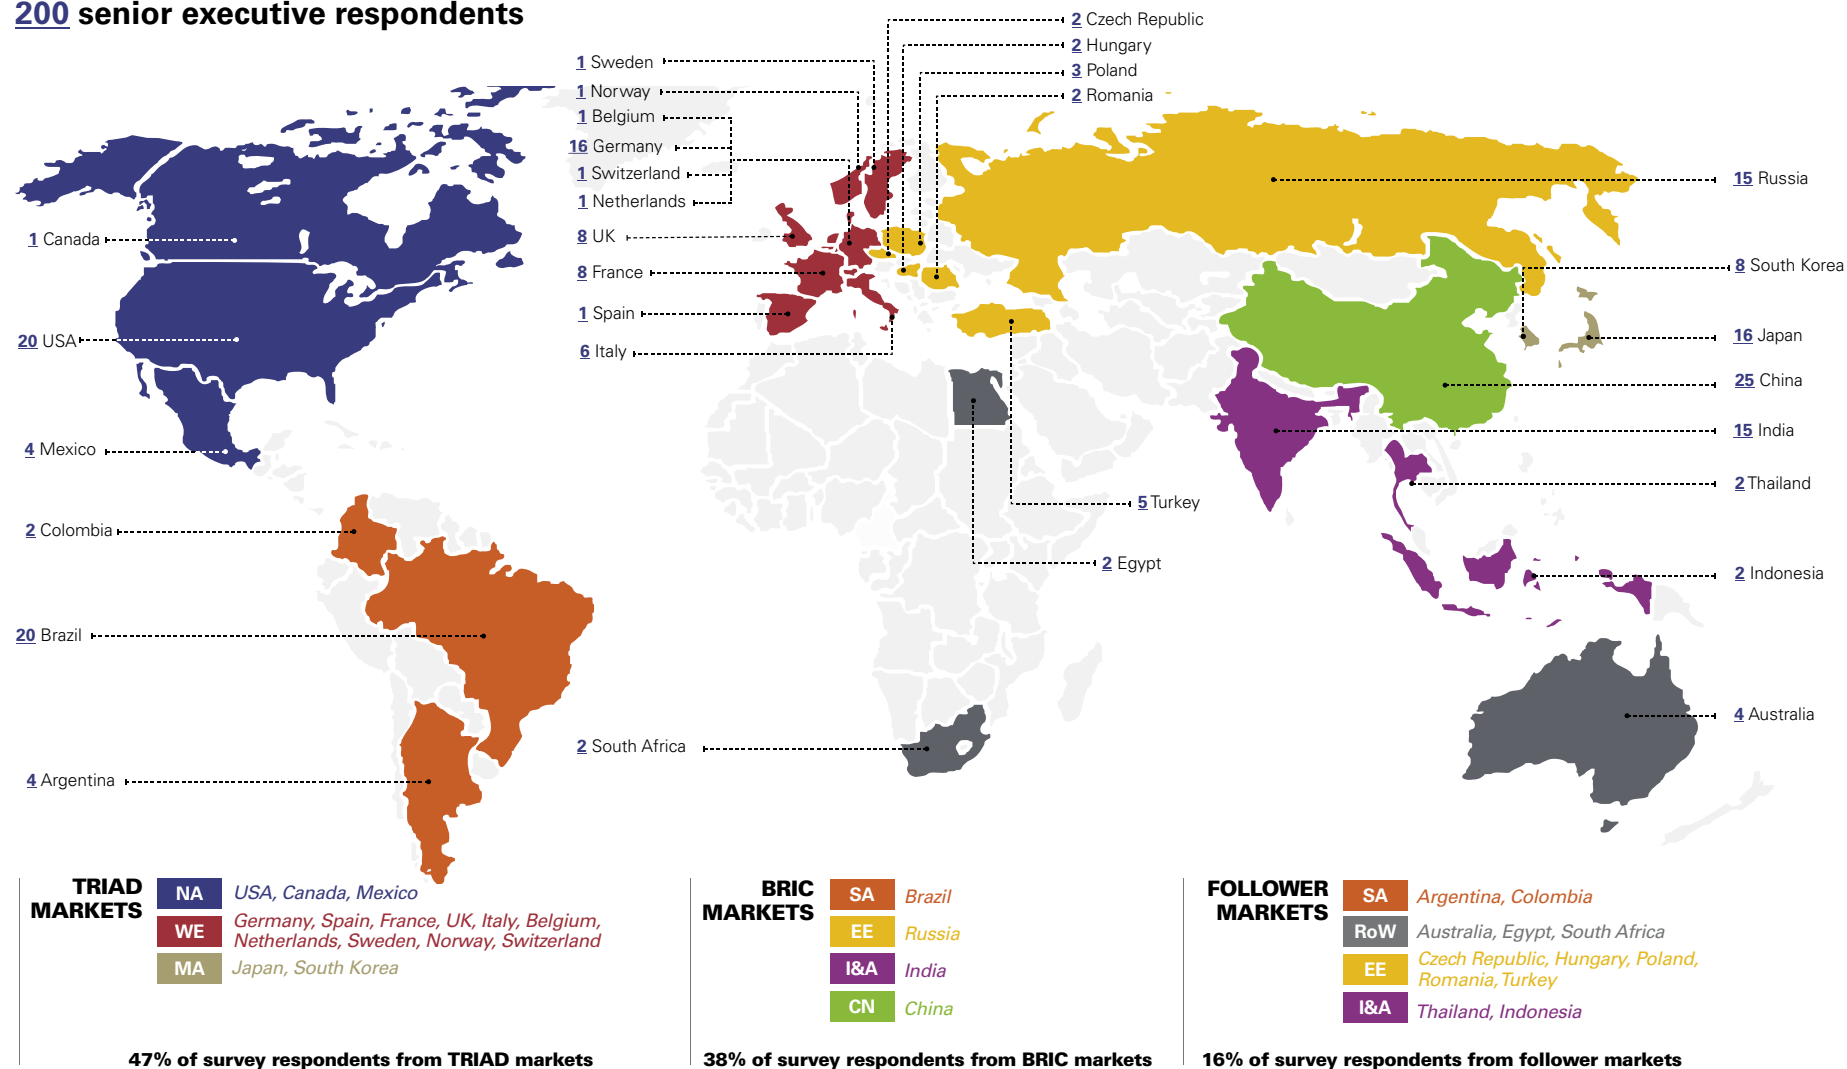 200 senior executive respondents
2 Czech Republic
2 Hungary
3 Poland
2 Romania
1 Sweden
1 Norway
1 Belgium
16 Germany
1 Switzerland
1 Netherlands
8 UK
8 France
1 Spain
6 Italy
1 Canada
20 USA
4 Mexico
2 Colombia
20 Brazil
4 Argentina
2 South Africa
5 Turkey
2 Egypt
15 Russia
8 South Korea
16 Japan
25 China
15 India
2 Thailand
2 Indonesia
4 Australia
TRIAD
MARKETS
NA USA, Canada, Mexico
WE Germany, Spain, France, UK, Italy, Belgium,
Netherlands, Sweden, Norway, Switzerland
MA Japan, South Korea
47% of survey respondents from TRIAD markets
BRIC
MARKETS
SA Brazil
EE Russia
I&A India
CN China
38% of survey respondents from BRIC markets
FOLLOWER
MARKETS
SA Argentina, Colombia
RoW Australia, Egypt, South Africa
EE Czech Republic, Hungary, Poland,
Romania, Turkey
I&A Thailand, Indonesia
16% of survey respondents from follower markets